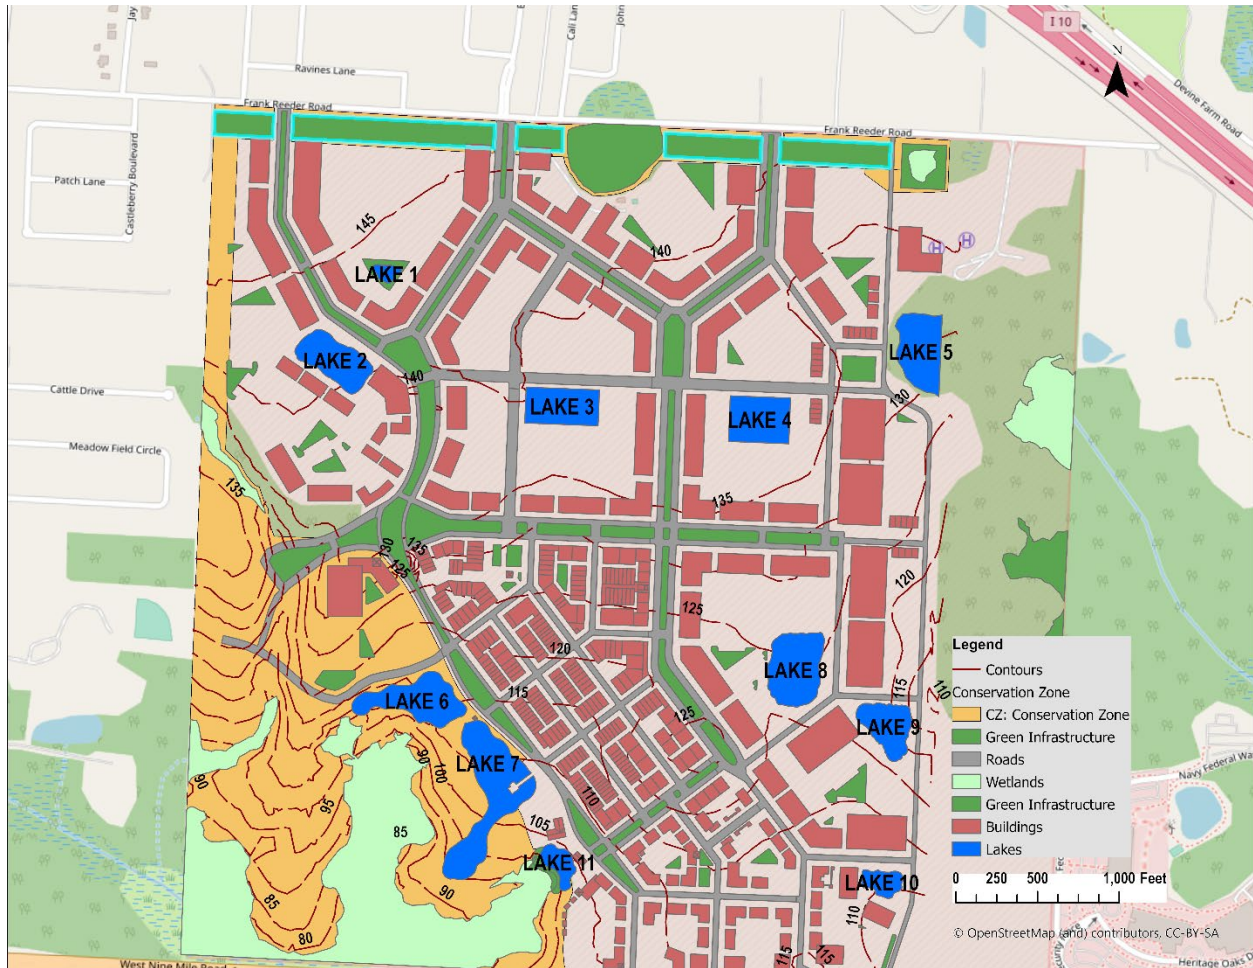 I 10
N
Jay
Cali Lan
John
Ravines Lane
Devine Farm Road
Frank Reeder Road
Frank Reeder Road
Castleberry Boulevard
Patch Lane
145
140
H
H
LAKE 1
LAKE 2
LAKE 5
140
130
Cattle Drive
LAKE 3
LAKE 4
Meadow Field Circle
135
135
135
130
125
120
125
120
115
115
110
125
LAKE 8
LAKE 6
LAKE 9
LAKE 7
90
100
90
95
110
105
85
LAKE 11
LAKE 10
90
85
80
110
115
115
West Nine Mile Road
Legend
Contours
Conservation Zone
CZ: Conservation Zone
Green Infrastructure
Roads
Wetlands
Green Infrastructure
Buildings
Lakes
0 250 500 1,000 Feet
Navy Federal Wa
© OpenStreetMap (and) contributors, CC-BY-SA
Heritage Oaks D